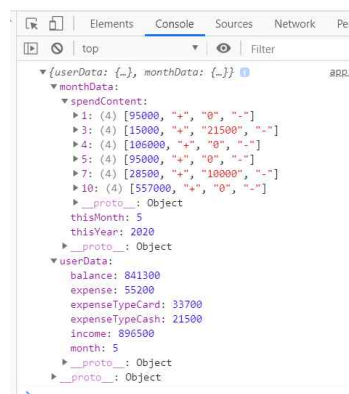 Elements Console Sources Network Pe
top Filter
{userData: {…}, monthData: {…}} i app
monthData:
spendContent:
1: (4) [95000, "+", "0", "-"]
3: (4) [15000, "+", "21500", "-"]
4: (4) [106000, "+", "0", "-"]
5: (4) [95000, "+", "0", "-"]
7: (4) [28500, "+", "10000", "-"]
10: (4) [557000, "+", "0", "-"]
__proto__: Object
thisMonth: 5
thisYear: 2020
__proto__: Object
userData:
balance: 841300
expense: 55200
expenseTypeCard: 33700
expenseTypeCash: 21500
income: 896500
month: 5
__proto__: Object
__proto__: Object